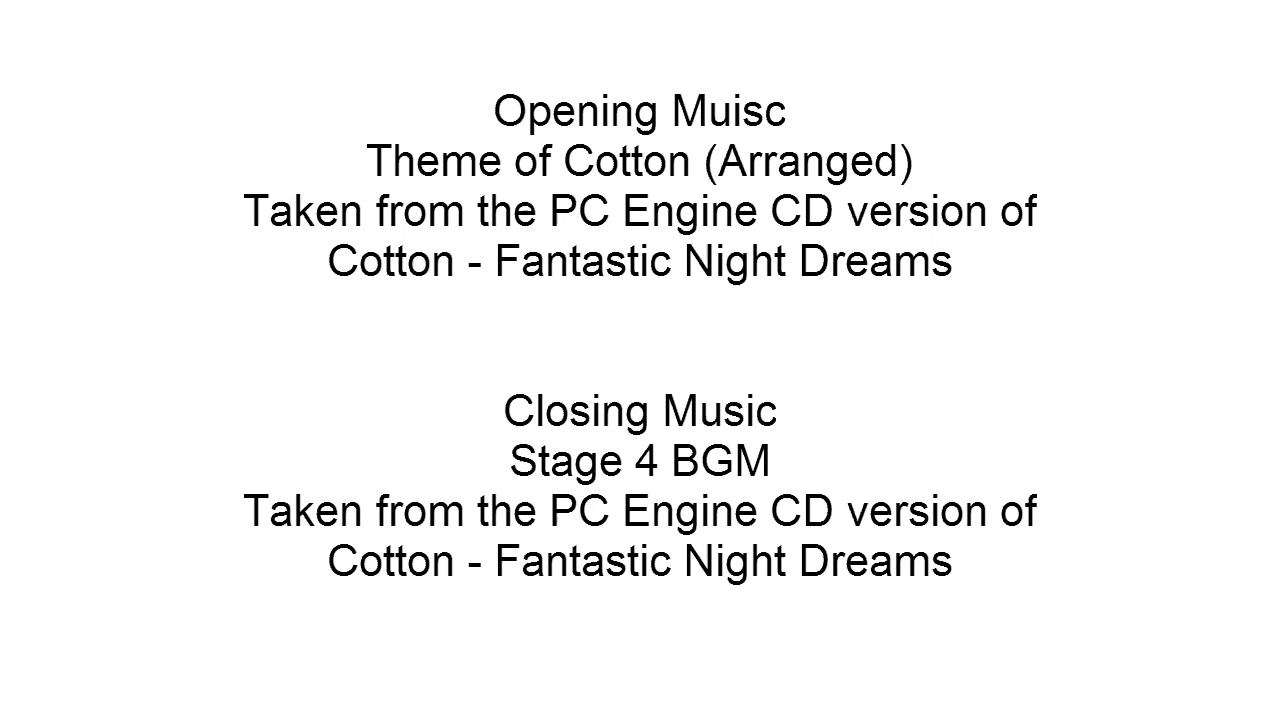 Opening Muisc
Theme of Cotton (Arranged)
Taken from the PC Engine CD version of
Cotton - Fantastic Night Dreams
Closing Music
Stage 4 BGM
Taken from the PC Engine CD version of
Cotton - Fantastic Night Dreams